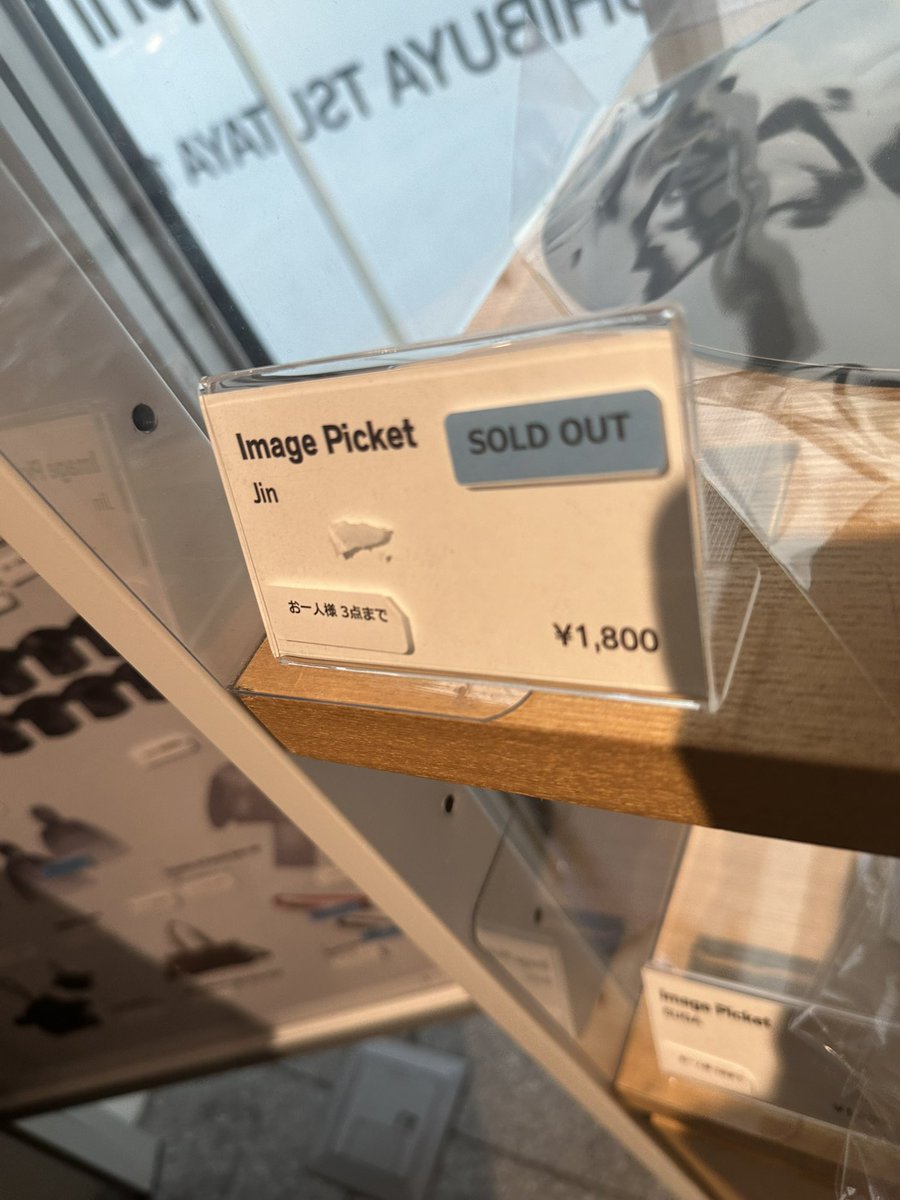 SHIBUYA TSUTAYA
Image Picket
SOLD OUT
Jin
お一人様 3点まで
¥1,800
Image Picket